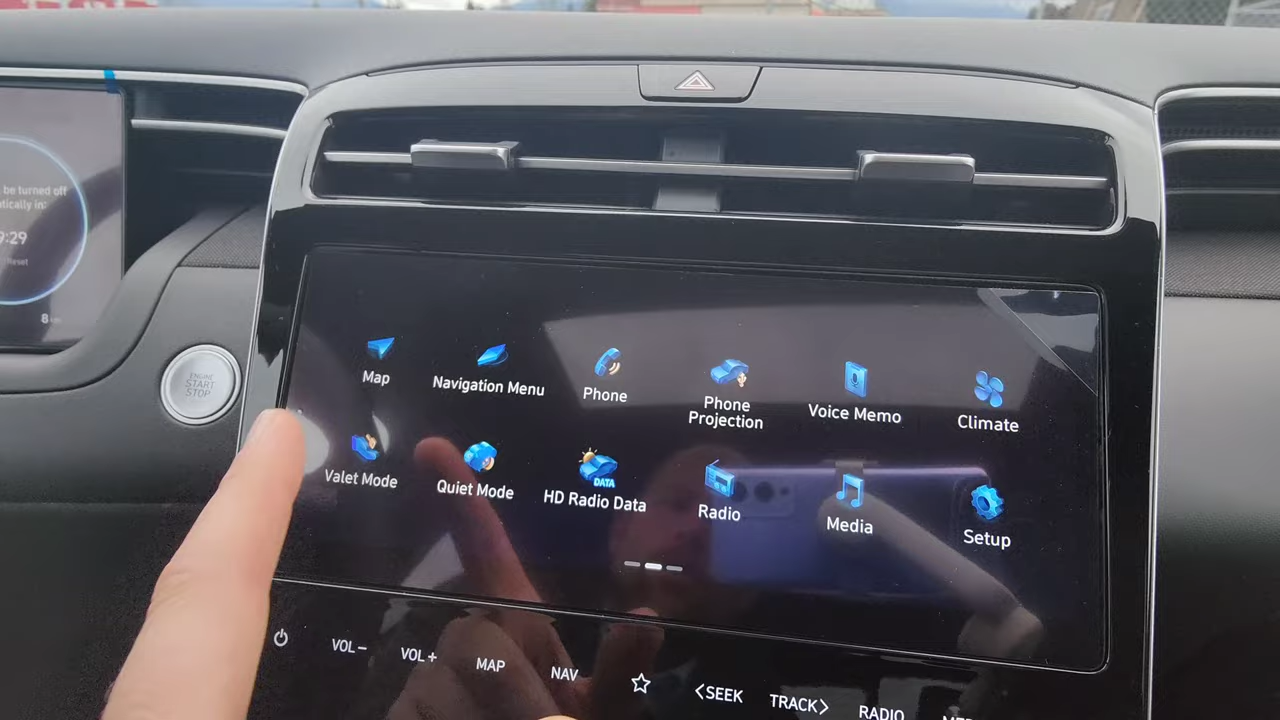 be turned off
tically in:
9:29
Reset
8 km
ENGINE
START
STOP
Map
Navigation Menu
Phone
Phone
Projection
Voice Memo
Climate
Valet Mode
Quiet Mode
DATA
HD Radio Data
Radio
Media
Setup
VOL−
VOL+
MAP
NAV
<SEEK
TRACK>
RADIO